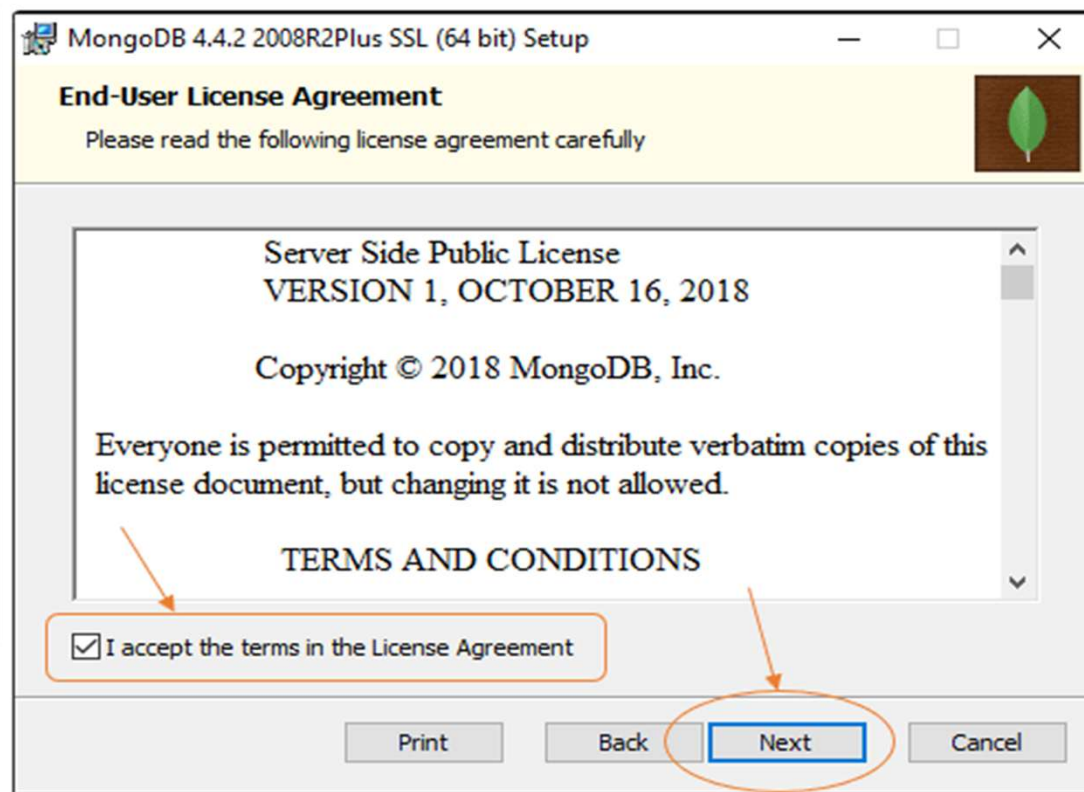 MongoDB 4.4.2 2008R2Plus SSL (64 bit) Setup
End-User License Agreement
Please read the following license agreement carefully
Server Side Public License
VERSION 1, OCTOBER 16, 2018
Copyright © 2018 MongoDB, Inc.
Everyone is permitted to copy and distribute verbatim copies of this
license document, but changing it is not allowed.
TERMS AND CONDITIONS
I accept the terms in the License Agreement
Print Back Next Cancel